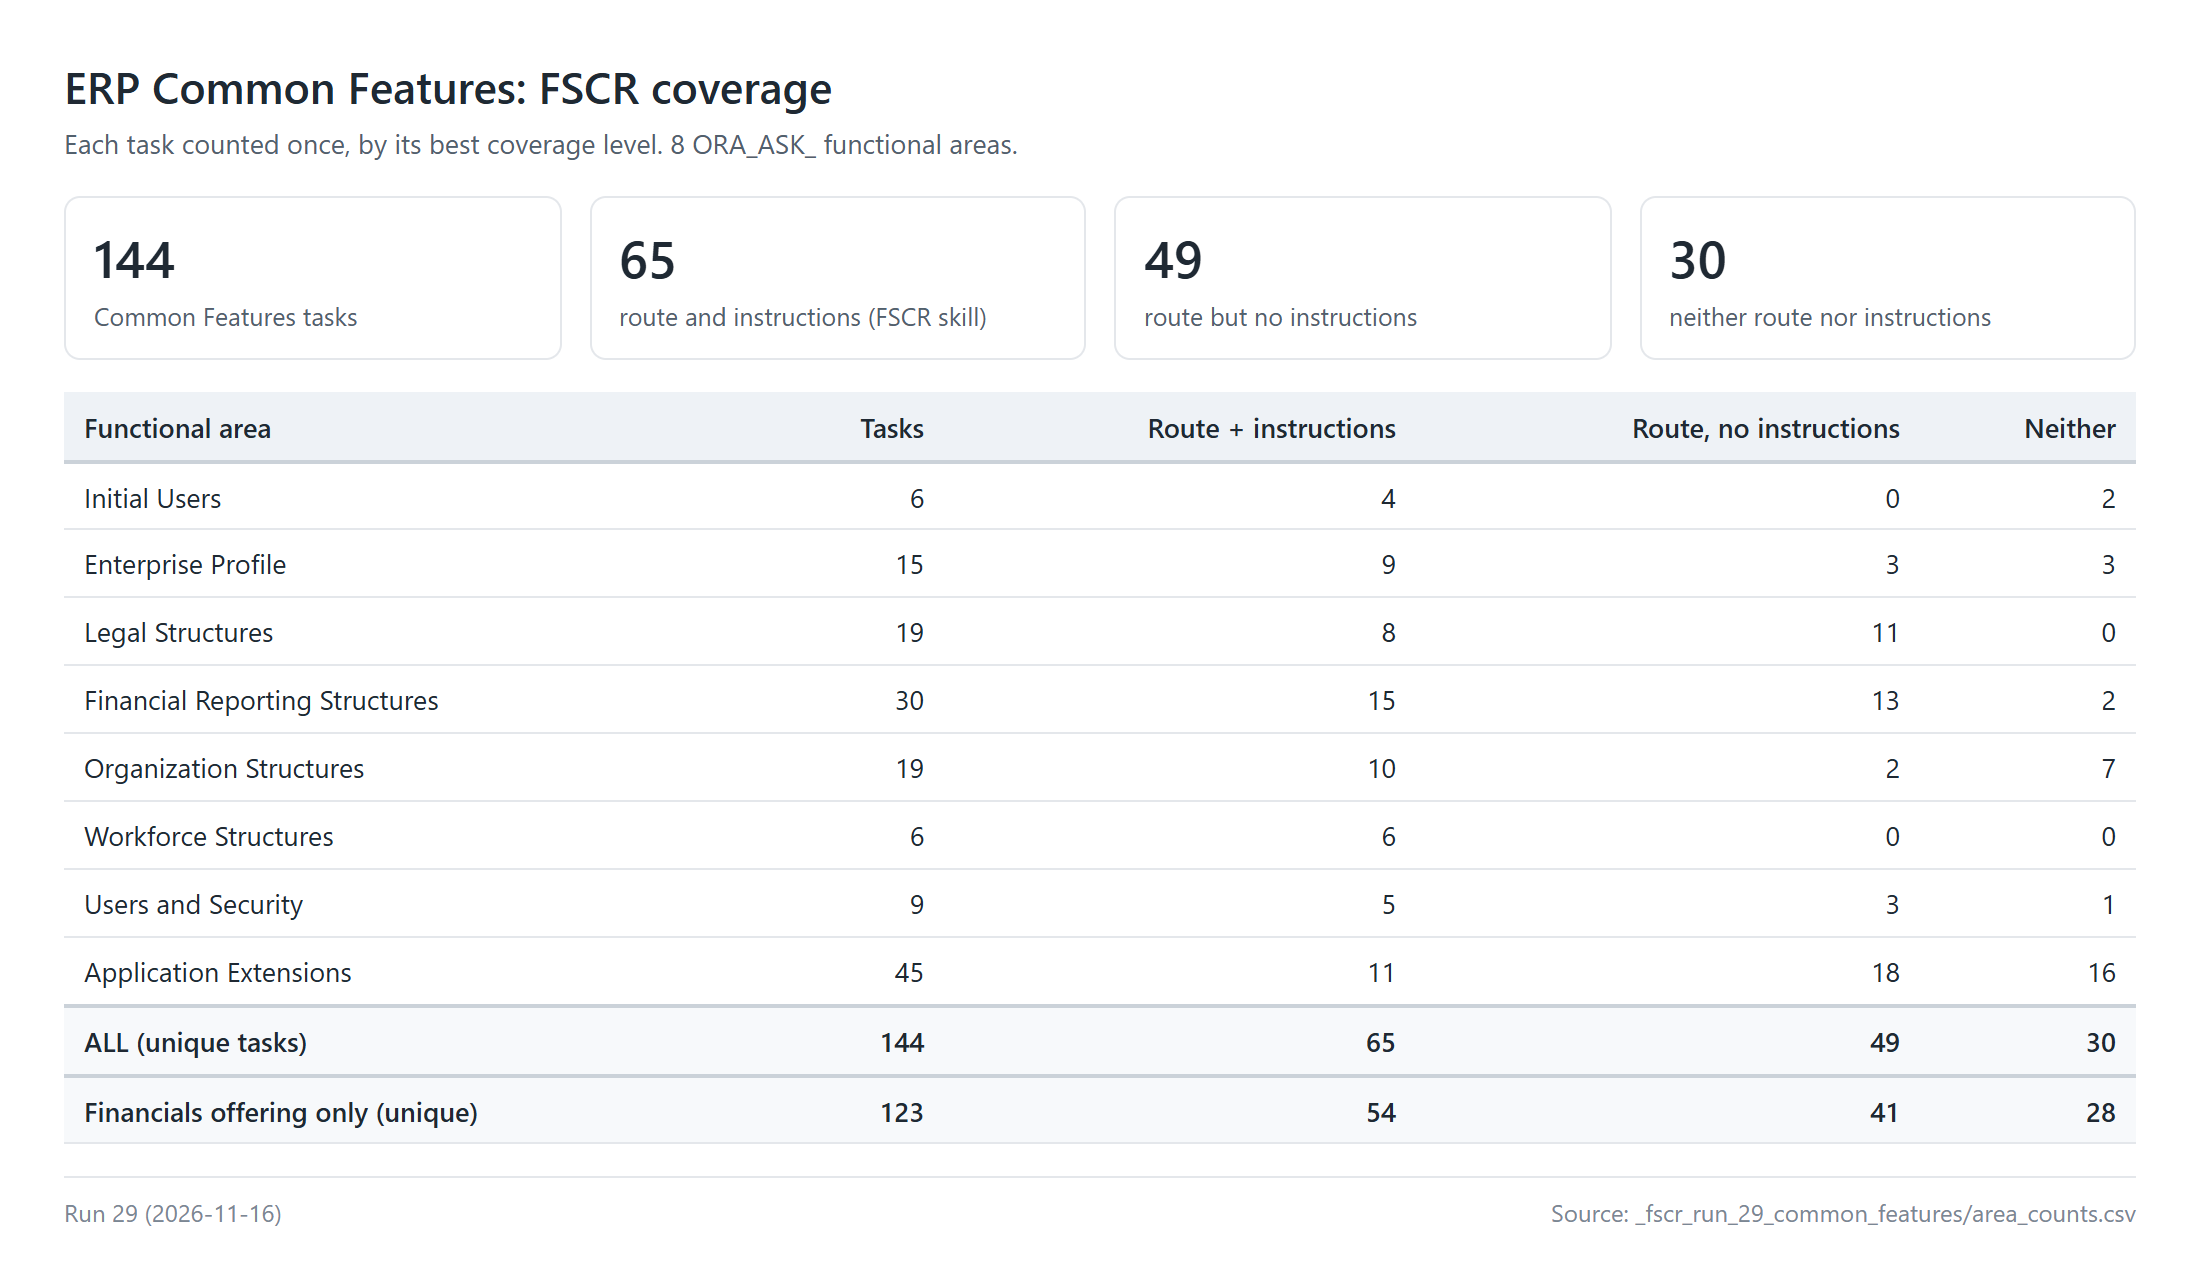 ERP Common Features: FSCR coverage
Each task counted once, by its best coverage level. 8 ORA_ASK_ functional areas.
144
Common Features tasks
65
route and instructions (FSCR skill)
49
route but no instructions
30
neither route nor instructions
Functional area Tasks Route + instructions Route, no instructions Neither
Initial Users 6 4 0 2
Enterprise Profile 15 9 3 3
Legal Structures 19 8 11 0
Financial Reporting Structures 30 15 13 2
Organization Structures 19 10 2 7
Workforce Structures 6 6 0 0
Users and Security 9 5 3 1
Application Extensions 45 11 18 16
ALL (unique tasks) 144 65 49 30
Financials offering only (unique) 123 54 41 28
Run 29 (2026-11-16) Source: _fscr_run_29_common_features/area_counts.csv